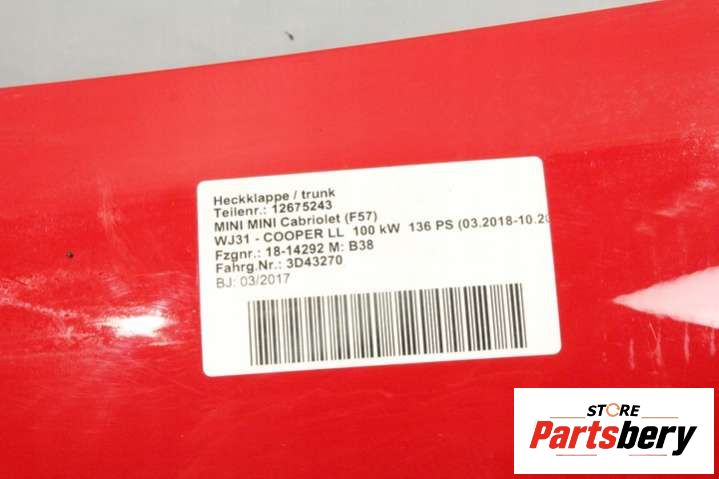 Heckklappe / trunk
Teilenr.: 12675243
MINI MINI Cabriolet (F57)
WJ31 - COOPER LL 100 kW 136 PS (03.2018-10.20
Fzgnr.: 18-14292 M: B38
Fahrg.Nr.: 3D43270
BJ: 03/2017
STORE
Partsbery